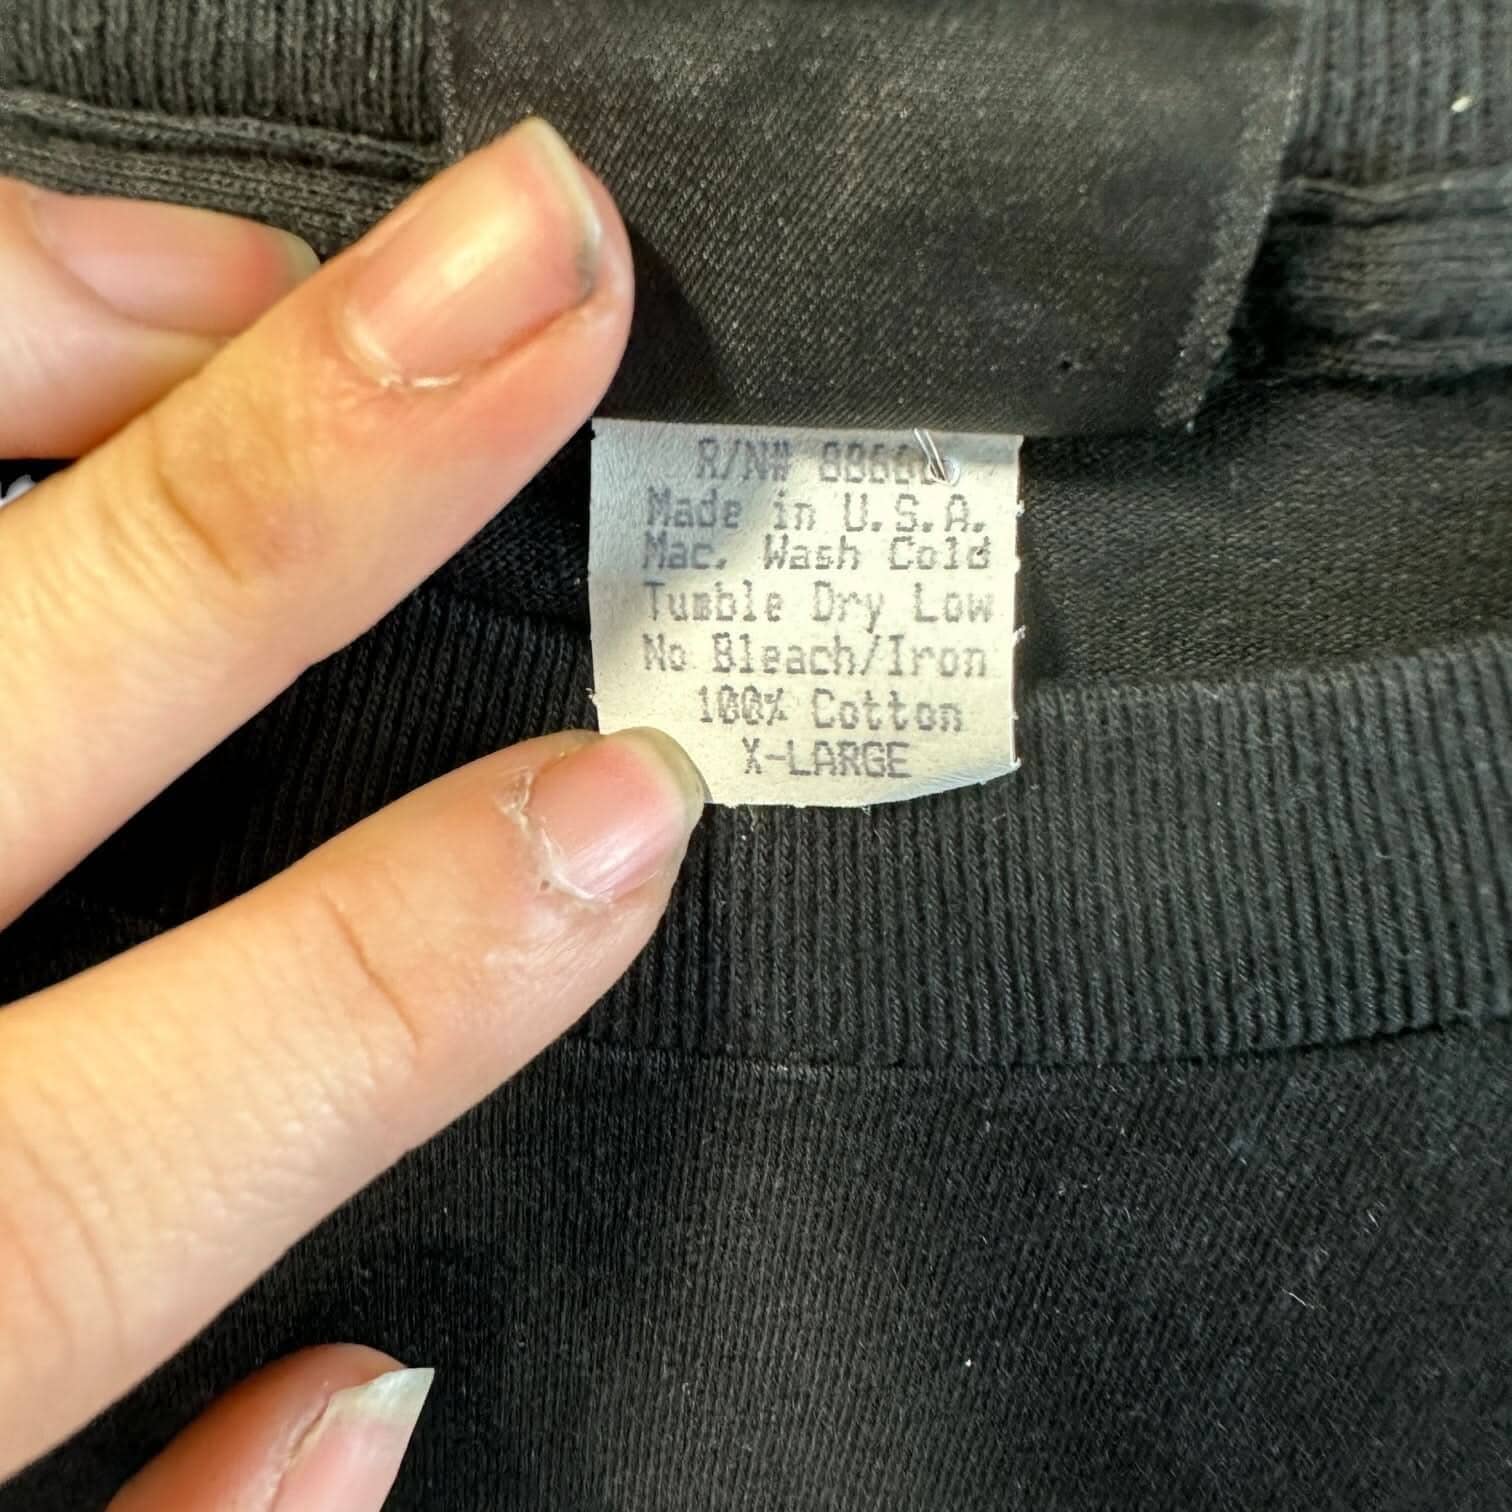 R/N#
Made in U.S.A.
Mac. Wash Cold
Tumble Dry Low
No Bleach/Iron
100% Cotton
X-LARGE